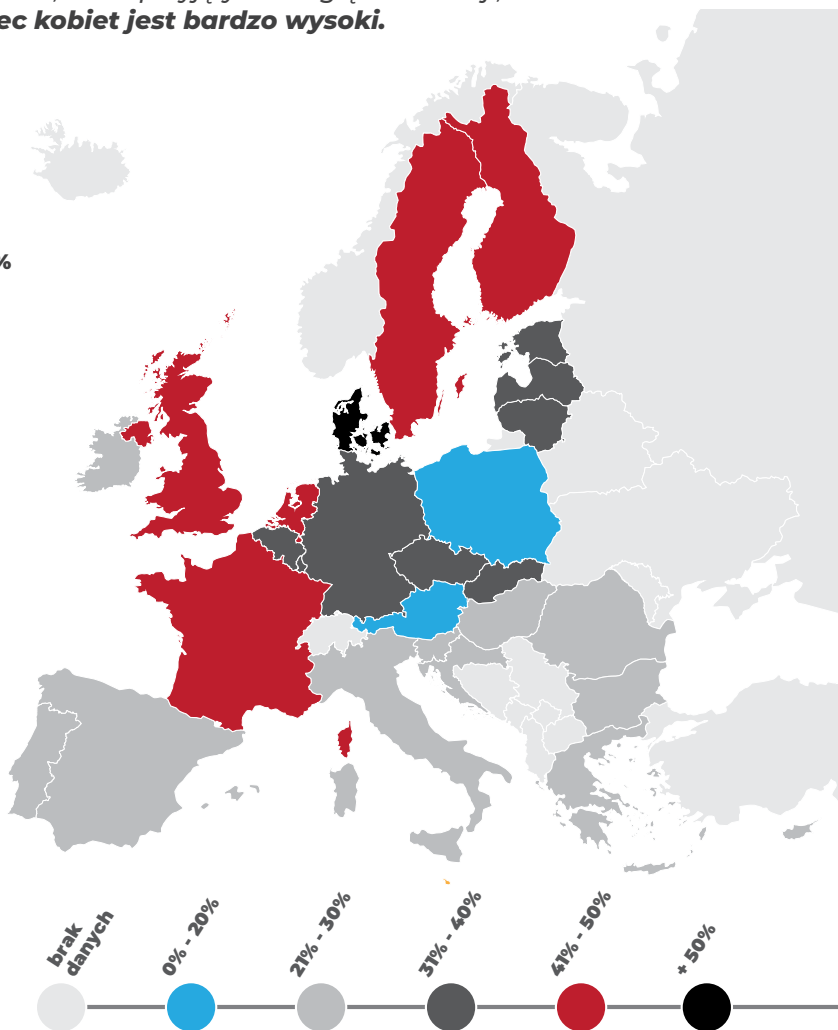 ec kobiet jest bardzo wysoki.
%
brak
danych
0% - 20%
21% - 30%
31% - 40%
41% - 50%
+ 50%